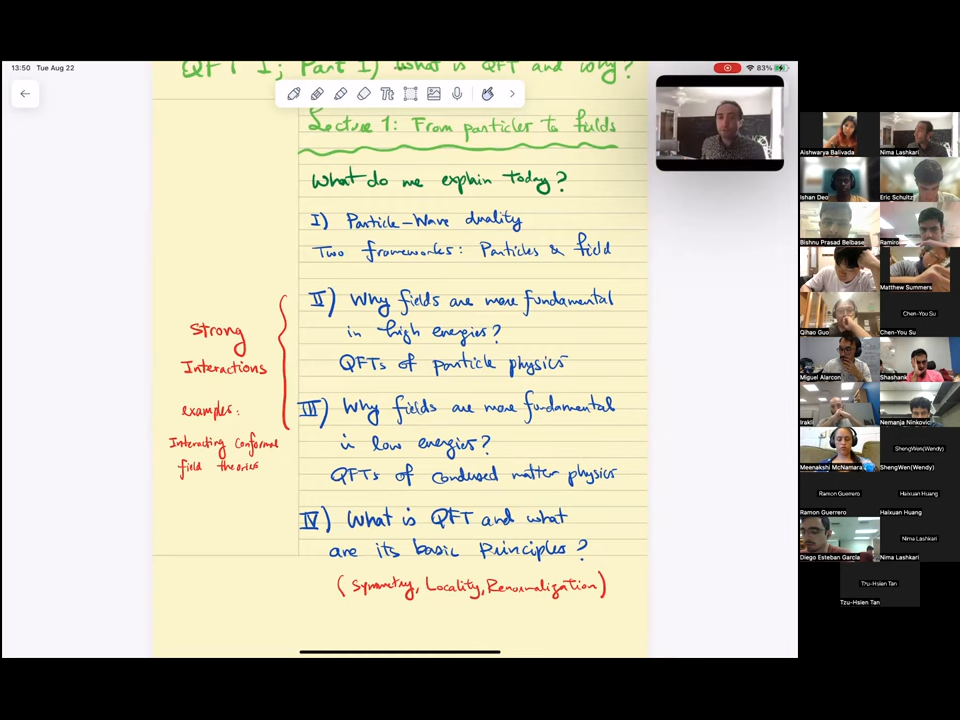 13:50 Tue Aug 22
83%
QFT I; Part I) What is QFT and why?
Lecture 1: From particles to fields
What do we explain today?
I) Particle-Wave duality
Two frameworks: Particles & field
II) Why fields are more fundamental
in high energies?
QFTs of particle physics
III) Why fields are more fundamental
in low energies?
QFTs of condensed matter physics
IV) What is QFT and what
are its basic principles?
(Symmetry, Locality, Renormalization)
Strong
Interactions
examples:
Interacting Conformal
field theories
Aishwarya Balivada
Nima Lashkari
Ishan Deo
Eric Schultz
Bishnu Prasad Belbase
Ramiro
Matthew Summers
Qihao Guo
Chen-You Su
Chen-You Su
Miguel Alarcon
Shashank
Irakli
Nemanja Ninkovic
Meenakshi McNamara
ShengWen(Wendy)
ShengWen(Wendy)
Ramon Guerrero
Haixuan Huang
Ramon Guerrero
Haixuan Huang
Nima Lashkari
Diego Esteban Garcia
Nima Lashkari
Tzu-Hsien Tan
Tzu-Hsien Tan